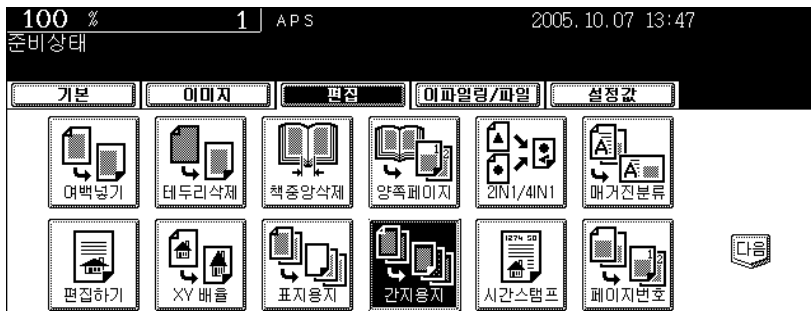 100 % 1 APS 2005.10.07 13:47
준비상태
기본 이미지 편집 이파일링/파일 설정값
여백넣기 테두리삭제 책중앙삭제 양쪽페이지 2IN1/4IN1 매거진분류
편집하기 XY 배율 표지용지 간지용지 시간스탬프 페이지번호 다음